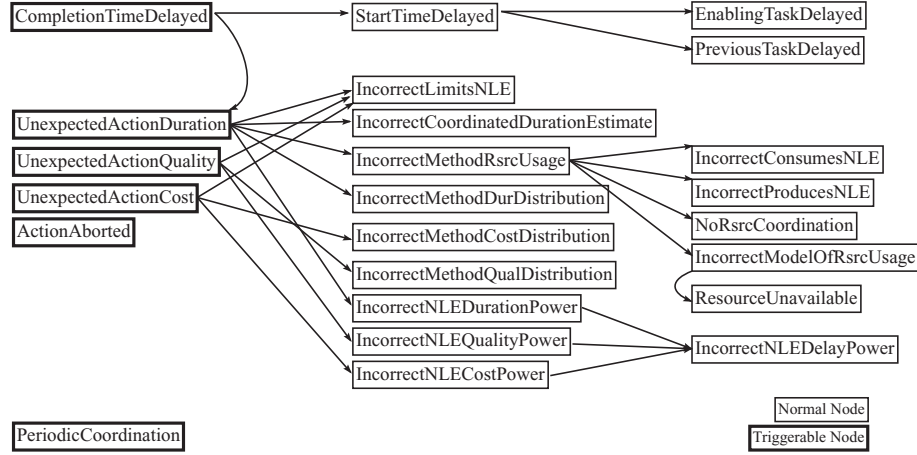 CompletionTimeDelayed
StartTimeDelayed
EnablingTaskDelayed
PreviousTaskDelayed
IncorrectLimitsNLE
UnexpectedActionDuration
IncorrectCoordinatedDurationEstimate
UnexpectedActionQuality
IncorrectMethodRsrcUsage
IncorrectConsumesNLE
UnexpectedActionCost
IncorrectMethodDurDistribution
IncorrectProducesNLE
ActionAborted
IncorrectMethodCostDistribution
NoRsrcCoordination
IncorrectModelOfRsrcUsage
IncorrectMethodQualDistribution
ResourceUnavailable
IncorrectNLEDurationPower
IncorrectNLEQualityPower
IncorrectNLEDelayPower
IncorrectNLECostPower
Normal Node
PeriodicCoordination
Triggerable Node